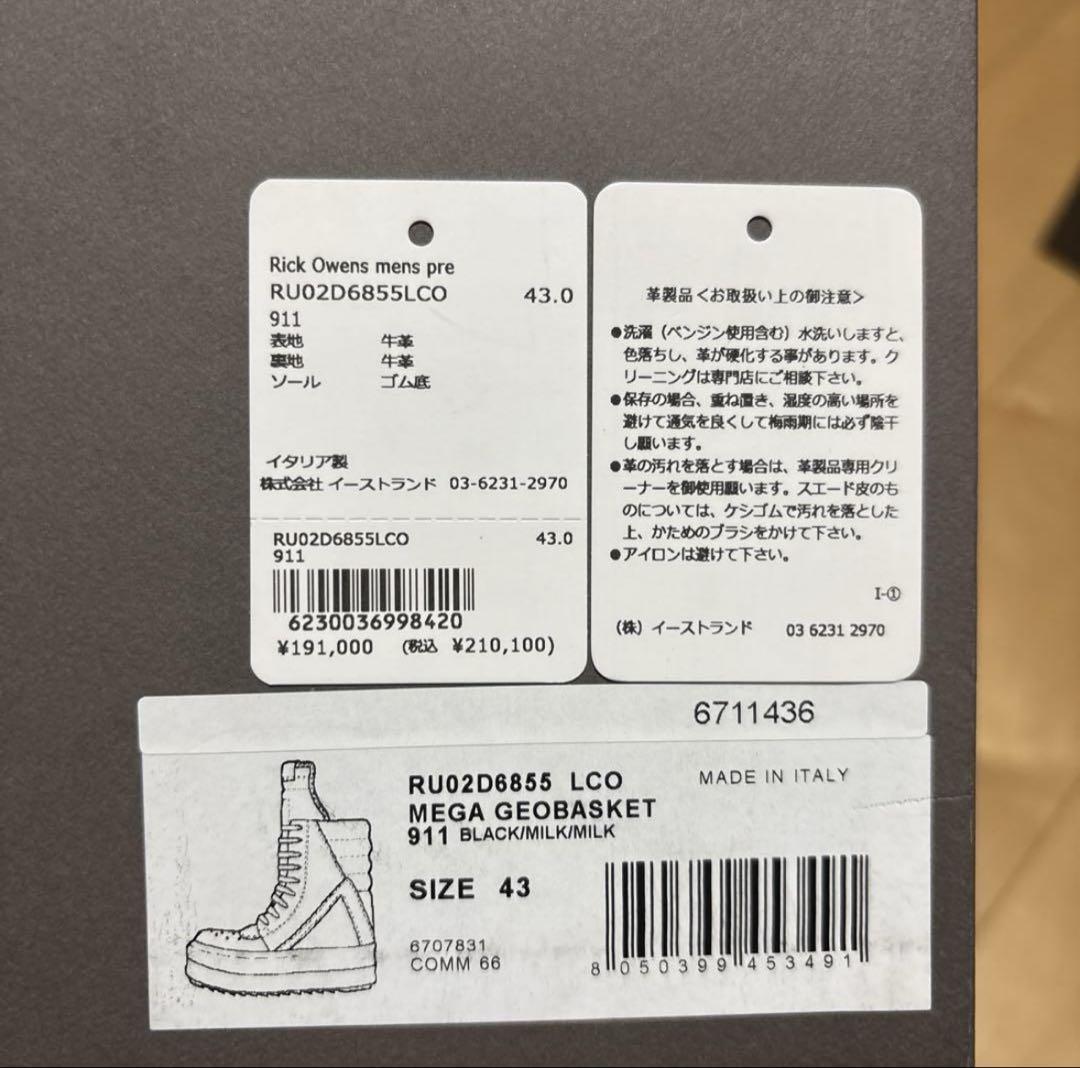 Rick Owens mens pre
RU02D6855LCO 43.0
911
表地 牛革
裏地 牛革
ソール ゴム底
イタリア製
株式会社 イーストランド 03-6231-2970
RU02D6855LCO 43.0
911
6230036998420
¥191,000 (税込 ¥210,100)
革製品<お取扱い上の御注意>
●洗濯（ベンジン使用含む）水洗いしますと、
色落ちし、革が硬化する事があります。ク
リーニングは専門店にご相談下さい。
●保存の場合、重ね置き、湿度の高い場所を
避けて通気を良くして梅雨期には必ず陰干
し願います。
●革の汚れを落とす場合は、革製品専用クリ
ーナーを御使用願います。スエード皮のも
のについては、ケシゴムで汚れを落とした
上、かためのブラシをかけて下さい。
●アイロンは避けて下さい。
I-①
（株）イーストランド 03 6231 2970
6711436
RU02D6855 LCO MADE IN ITALY
MEGA GEOBASKET
911 BLACK/MILK/MILK
SIZE 43
6707831
COMM 66
8 050399 453491